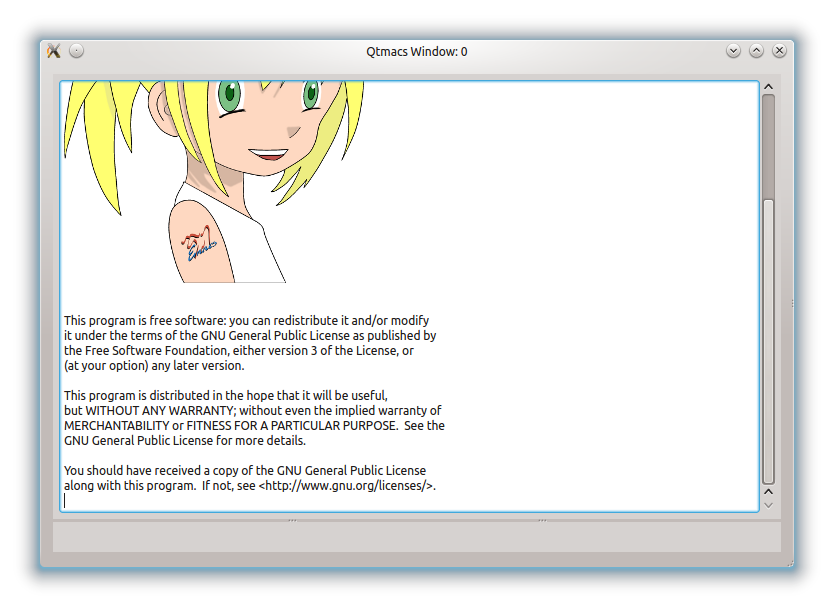 Qtmacs Window: 0
This program is free software: you can redistribute it and/or modify
it under the terms of the GNU General Public License as published by
the Free Software Foundation, either version 3 of the License, or
(at your option) any later version.
This program is distributed in the hope that it will be useful,
but WITHOUT ANY WARRANTY; without even the implied warranty of
MERCHANTABILITY or FITNESS FOR A PARTICULAR PURPOSE.  See the
GNU General Public License for more details.
You should have received a copy of the GNU General Public License
along with this program.  If not, see <http://www.gnu.org/licenses/>.